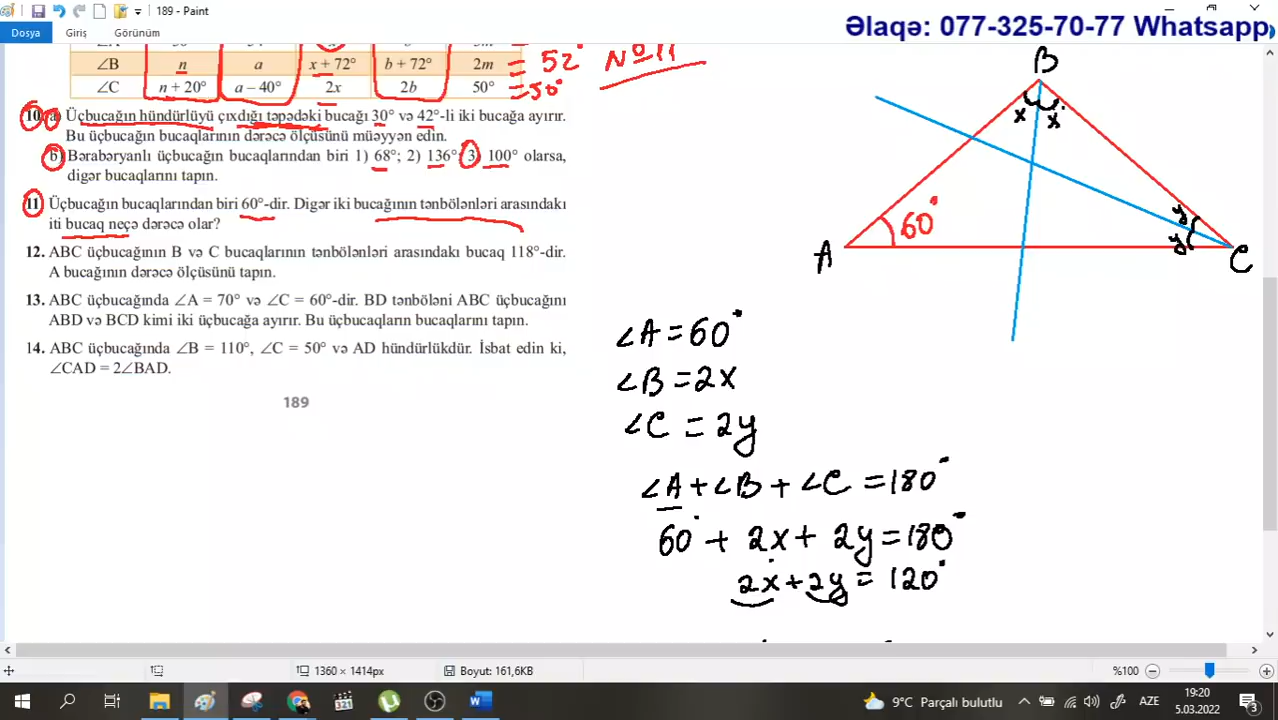 189 - Paint
Əlaqə: 077-325-70-77 Whatsapp
Dosya Giriş Görünüm
∠B n a x + 72° b + 72° 2m = 52°
∠C n + 20° a – 40° 2x 2b 50° = 50°
№11
10. a) Üçbucağın hündürlüyü çıxdığı təpədəki bucağı 30° və 42°-li iki bucağa ayırır.
Bu üçbucağın bucaqlarının dərəcə ölçüsünü müəyyən edin.
b) Bərabəryanlı üçbucağın bucaqlarından biri 1) 68°; 2) 136°; 3) 100° olarsa,
digər bucaqlarını tapın.
11. Üçbucağın bucaqlarından biri 60°-dir. Digər iki bucağının tənbölənləri arasındakı
iti bucaq neçə dərəcə olar?
12. ABC üçbucağının B və C bucaqlarının tənbölənləri arasındakı bucaq 118°-dir.
A bucağının dərəcə ölçüsünü tapın.
13. ABC üçbucağında ∠A = 70° və ∠C = 60°-dir. BD tənböləni ABC üçbucağını
ABD və BCD kimi iki üçbucağa ayırır. Bu üçbucaqların bucaqlarını tapın.
14. ABC üçbucağında ∠B = 110°, ∠C = 50° və AD hündürlükdür. İsbat edin ki,
∠CAD = 2∠BAD.
189
B
x x
60°
y
y
A C
∠A = 60°
∠B = 2x
∠C = 2y
∠A + ∠B + ∠C = 180°
60° + 2x + 2y = 180°
2x + 2y = 120°
1360 × 1414px Boyut: 161,6KB %100
9°C Parçalı bulutlu AZE 19:20
5.03.2022 3